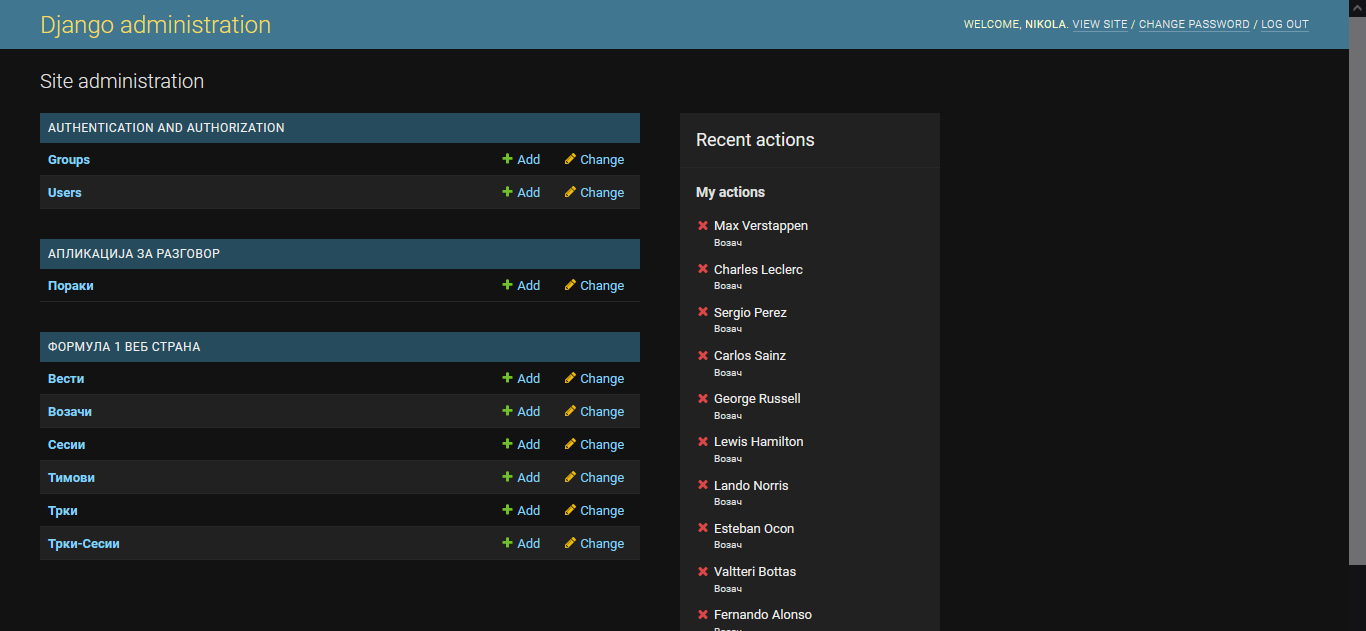 Django administration
WELCOME, NIKOLA. VIEW SITE / CHANGE PASSWORD / LOG OUT
Site administration
AUTHENTICATION AND AUTHORIZATION
Groups Add Change
Users Add Change
АПЛИКАЦИЈА ЗА РАЗГОВОР
Пораки Add Change
ФОРМУЛА 1 ВЕБ СТРАНА
Вести Add Change
Возачи Add Change
Сесии Add Change
Тимови Add Change
Трки Add Change
Трки-Сесии Add Change
Recent actions
My actions
Max Verstappen
Возач
Charles Leclerc
Возач
Sergio Perez
Возач
Carlos Sainz
Возач
George Russell
Возач
Lewis Hamilton
Возач
Lando Norris
Возач
Esteban Ocon
Возач
Valtteri Bottas
Возач
Fernando Alonso
Возач